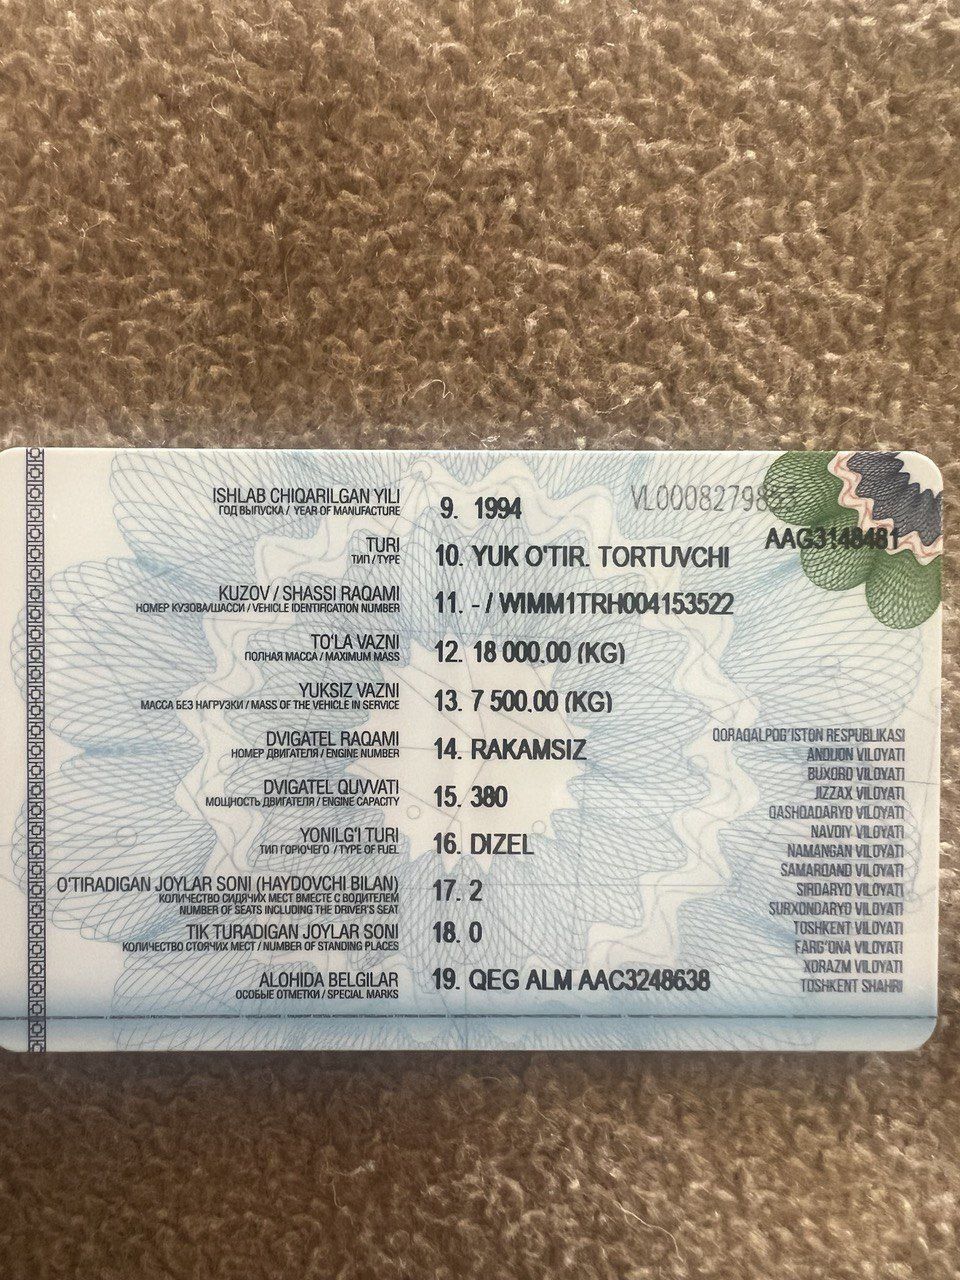 VL0008279853
AAG3148481
ISHLAB CHIQARILGAN YILI 9. 1994
ГОД ВЫПУСКА / YEAR OF MANUFACTURE
TURI 10. YUK O'TIR. TORTUVCHI
ТИП / TYPE
KUZOV / SHASSI RAQAMI 11. - / WIMM1TRH004153522
НОМЕР КУЗОВА/ШАССИ / VEHICLE IDENTIFICATION NUMBER
TO'LA VAZNI 12. 18 000.00 (KG)
ПОЛНАЯ МАССА / MAXIMUM MASS
YUKSIZ VAZNI 13. 7 500.00 (KG)
МАССА БЕЗ НАГРУЗКИ / MASS OF THE VEHICLE IN SERVICE
DVIGATEL RAQAMI 14. RAKAMSIZ
НОМЕР ДВИГАТЕЛЯ / ENGINE NUMBER
DVIGATEL QUVVATI 15. 380
МОЩНОСТЬ ДВИГАТЕЛЯ / ENGINE CAPACITY
YONILG'I TURI 16. DIZEL
ТИП ГОРЮЧЕГО / TYPE OF FUEL
O'TIRADIGAN JOYLAR SONI (HAYDOVCHI BILAN) 17. 2
КОЛИЧЕСТВО СИДЯЧИХ МЕСТ ВМЕСТЕ С ВОДИТЕЛЕМ
NUMBER OF SEATS INCLUDING THE DRIVER'S SEAT
TIK TURADIGAN JOYLAR SONI 18. 0
КОЛИЧЕСТВО СТОЯЧИХ МЕСТ / NUMBER OF STANDING PLACES
ALOHIDA BELGILAR 19. QEG ALM AAC3248638
ОСОБЫЕ ОТМЕТКИ / SPECIAL MARKS
QORAQALPOG'ISTON RESPUBLIKASI
ANDIJON VILOYATI
BUXORO VILOYATI
JIZZAX VILOYATI
QASHQADARYO VILOYATI
NAVOIY VILOYATI
NAMANGAN VILOYATI
SAMARQAND VILOYATI
SIRDARYO VILOYATI
SURXONDARYO VILOYATI
TOSHKENT VILOYATI
FARG'ONA VILOYATI
XORAZM VILOYATI
TOSHKENT SHAHRI